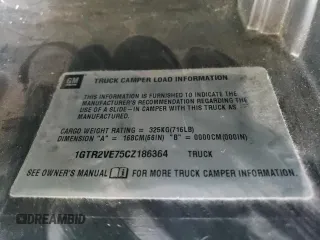 GM
TRUCK CAMPER LOAD INFORMATION
THIS INFORMATION IS FURNISHED TO INDICATE
MANUFACTURER'S RECOMMENDATION REGARDING THE
USE OF A SLIDE-IN CAMPER WITH THIS TRUCK AS
MANUFACTURED.
CARGO WEIGHT RATING = 325KG(716LB)
DIMENSION "A" = 168CM(66IN) "B" = 0000CM(000IN)
1GTR2VE75CZ186364 TRUCK
SEE OWNER'S MANUAL FOR MORE TRUCK CAMPER INFORMATION.
DREAMBID